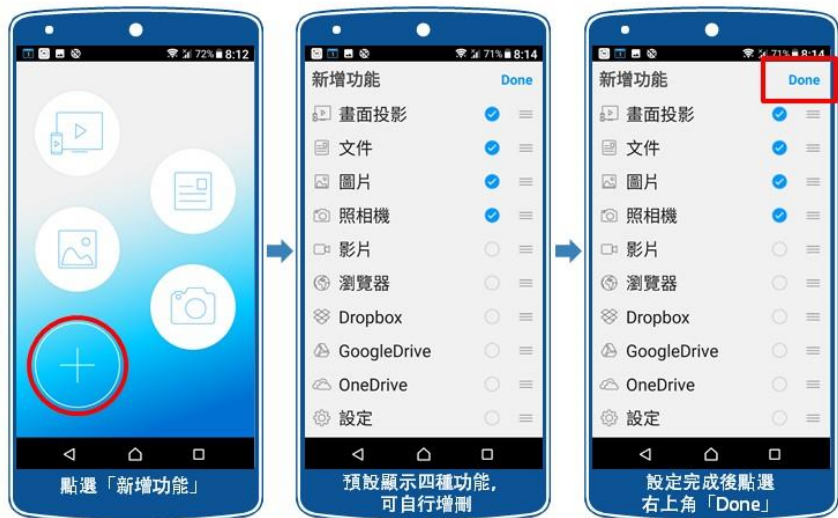 72% 8:12
點選「新增功能」
71% 8:14
新增功能 Done
畫面投影
文件
圖片
照相機
影片
瀏覽器
Dropbox
GoogleDrive
OneDrive
設定
預設顯示四種功能,
可自行增刪
71% 8:14
新增功能 Done
畫面投影
文件
圖片
照相機
影片
瀏覽器
Dropbox
GoogleDrive
OneDrive
設定
設定完成後點選
右上角「Done」